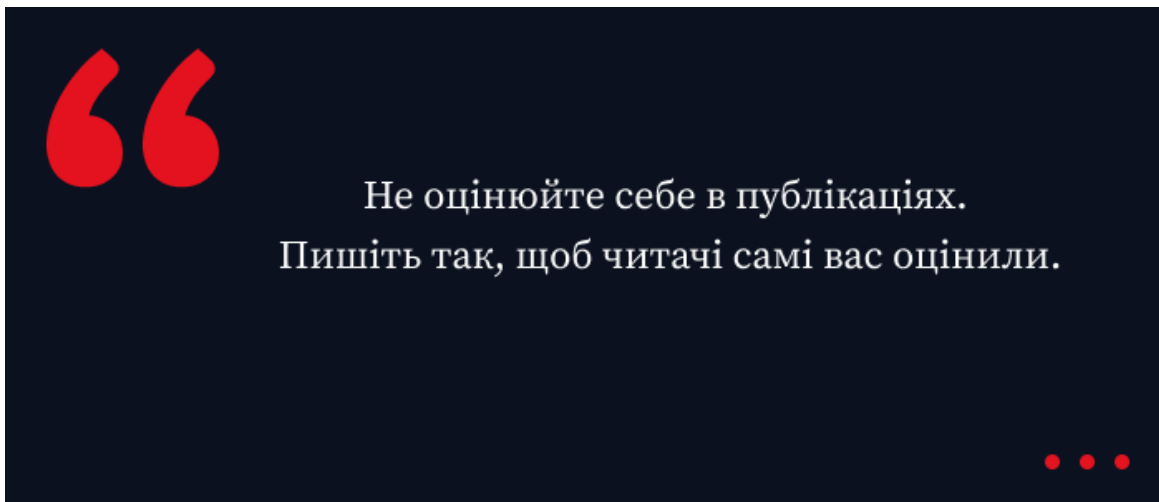 Не оцінюйте себе в публікаціях.
Пишіть так, щоб читачі самі вас оцінили.